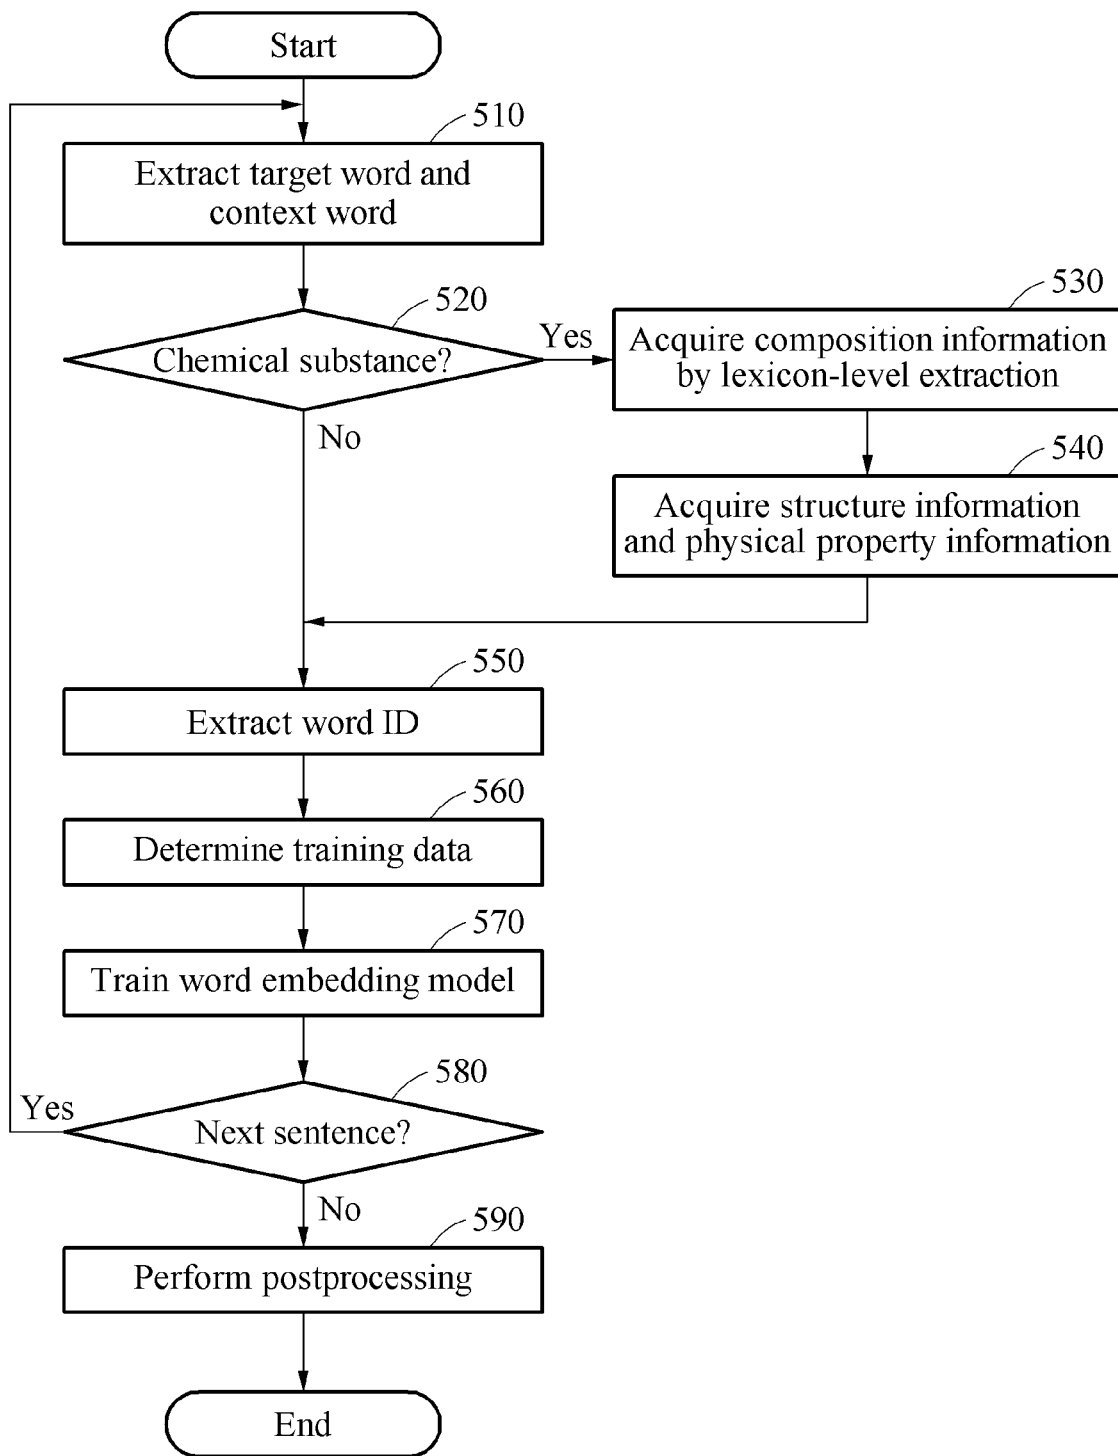 Start
510
Extract target word and
context word
520
Chemical substance?
Yes
No
530
Acquire composition information
by lexicon-level extraction
540
Acquire structure information
and physical property information
550
Extract word ID
560
Determine training data
570
Train word embedding model
580
Next sentence?
Yes
No
590
Perform postprocessing
End